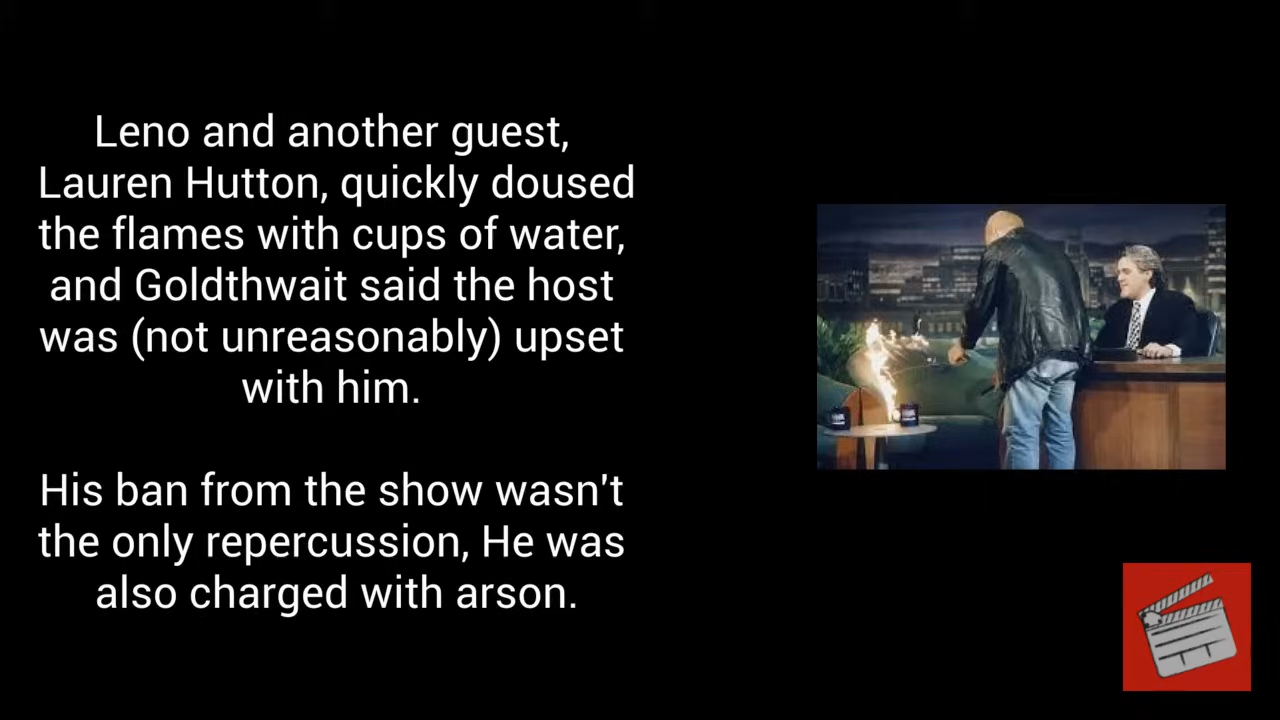 Leno and another guest,
Lauren Hutton, quickly doused
the flames with cups of water,
and Goldthwait said the host
was (not unreasonably) upset
with him.
His ban from the show wasn't
the only repercussion, He was
also charged with arson.